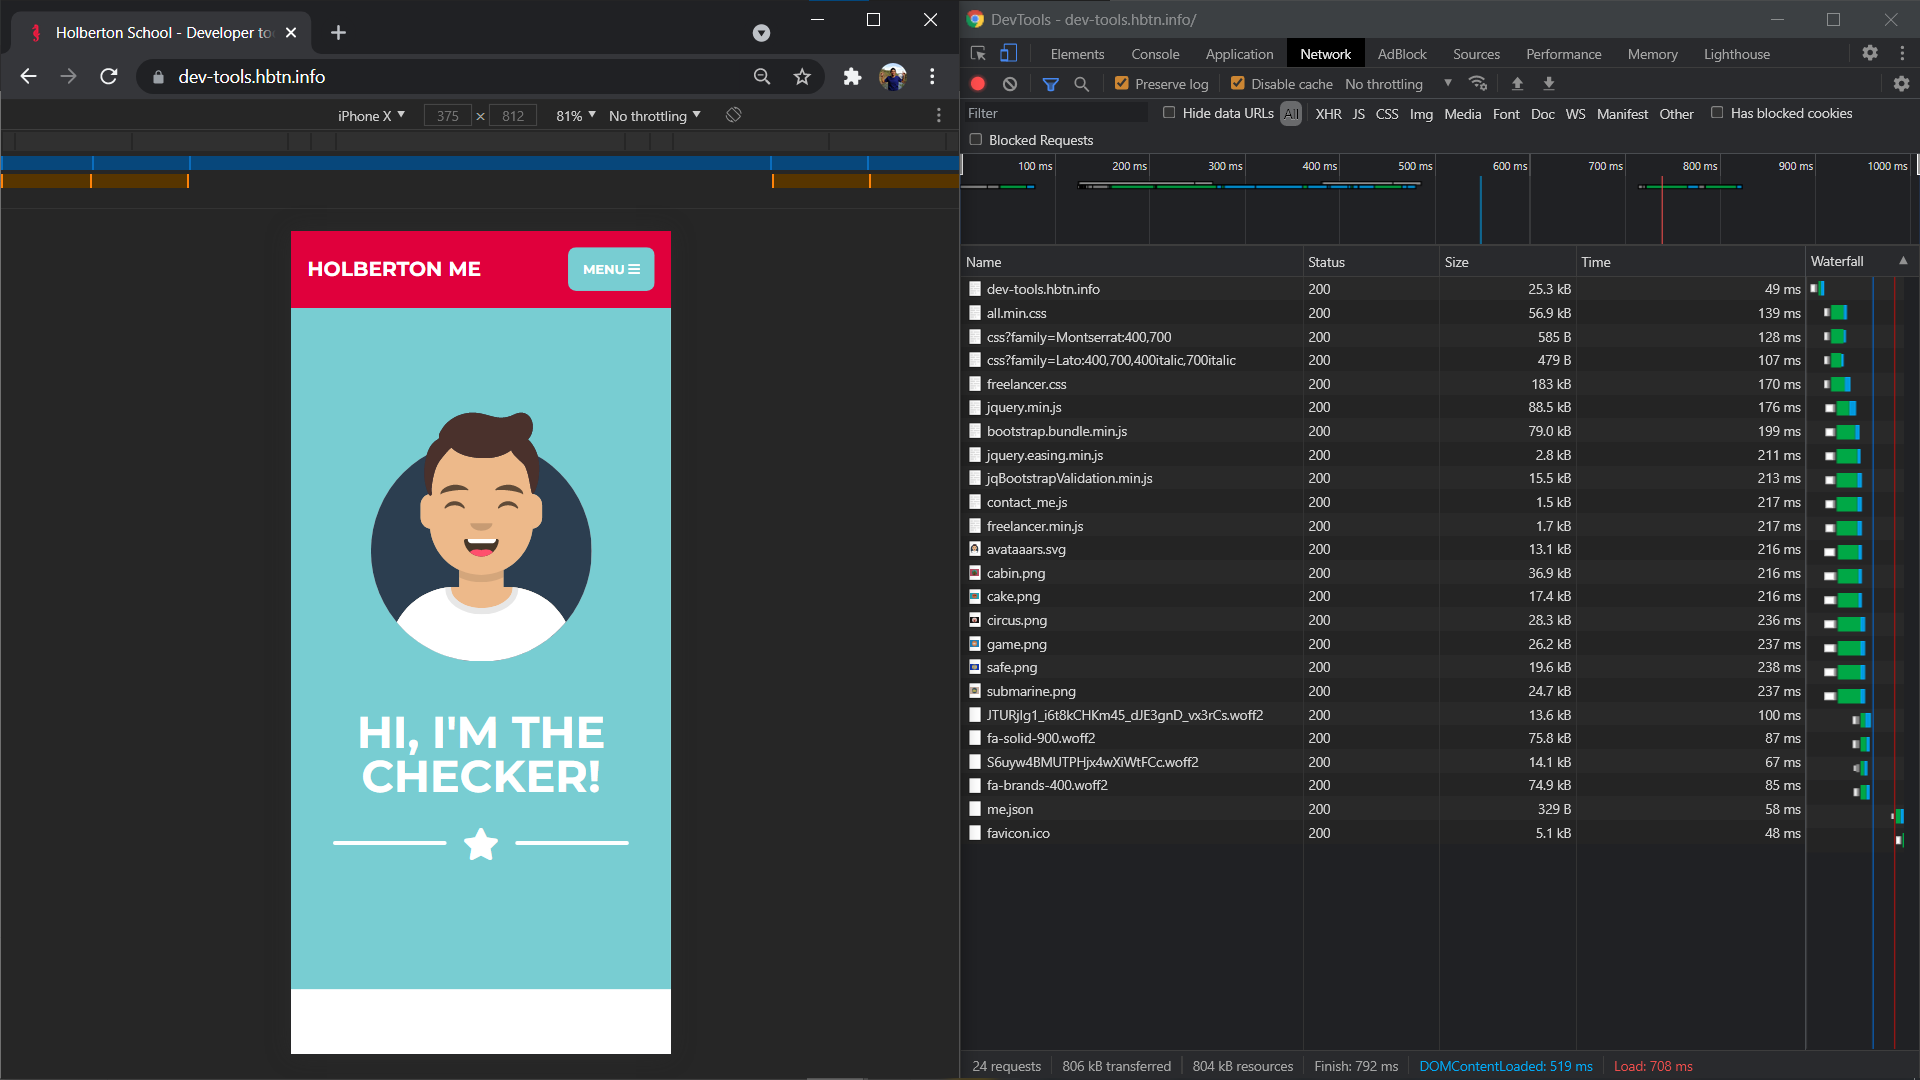 Holberton School - Developer to
dev-tools.hbtn.info
iPhone X 375 × 812 81% No throttling
HOLBERTON ME
MENU
HI, I'M THE
CHECKER!
DevTools - dev-tools.hbtn.info/
Elements Console Application Network AdBlock Sources Performance Memory Lighthouse
Preserve log Disable cache No throttling
Filter Hide data URLs All XHR JS CSS Img Media Font Doc WS Manifest Other Has blocked cookies
Blocked Requests
100 ms 200 ms 300 ms 400 ms 500 ms 600 ms 700 ms 800 ms 900 ms 1000 ms
Name Status Size Time Waterfall
dev-tools.hbtn.info 200 25.3 kB 49 ms
all.min.css 200 56.9 kB 139 ms
css?family=Montserrat:400,700 200 585 B 128 ms
css?family=Lato:400,700,400italic,700italic 200 479 B 107 ms
freelancer.css 200 183 kB 170 ms
jquery.min.js 200 88.5 kB 176 ms
bootstrap.bundle.min.js 200 79.0 kB 199 ms
jquery.easing.min.js 200 2.8 kB 211 ms
jqBootstrapValidation.min.js 200 15.5 kB 213 ms
contact_me.js 200 1.5 kB 217 ms
freelancer.min.js 200 1.7 kB 217 ms
avataaars.svg 200 13.1 kB 216 ms
cabin.png 200 36.9 kB 216 ms
cake.png 200 17.4 kB 216 ms
circus.png 200 28.3 kB 236 ms
game.png 200 26.2 kB 237 ms
safe.png 200 19.6 kB 238 ms
submarine.png 200 24.7 kB 237 ms
JTURjIg1_i6t8kCHKm45_dJE3gnD_vx3rCs.woff2 200 13.6 kB 100 ms
fa-solid-900.woff2 200 75.8 kB 87 ms
S6uyw4BMUTPHjx4wXiWtFCc.woff2 200 14.1 kB 67 ms
fa-brands-400.woff2 200 74.9 kB 85 ms
me.json 200 329 B 58 ms
favicon.ico 200 5.1 kB 48 ms
24 requests 806 kB transferred 804 kB resources Finish: 792 ms DOMContentLoaded: 519 ms Load: 708 ms